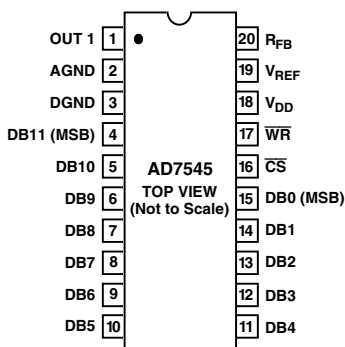 OUT 1 1 20 RFB
AGND 2 19 VREF
DGND 3 18 VDD
DB11 (MSB) 4 17 WR
DB10 5 16 CS
AD7545
TOP VIEW
(Not to Scale)
DB9 6 15 DB0 (MSB)
DB8 7 14 DB1
DB7 8 13 DB2
DB6 9 12 DB3
DB5 10 11 DB4